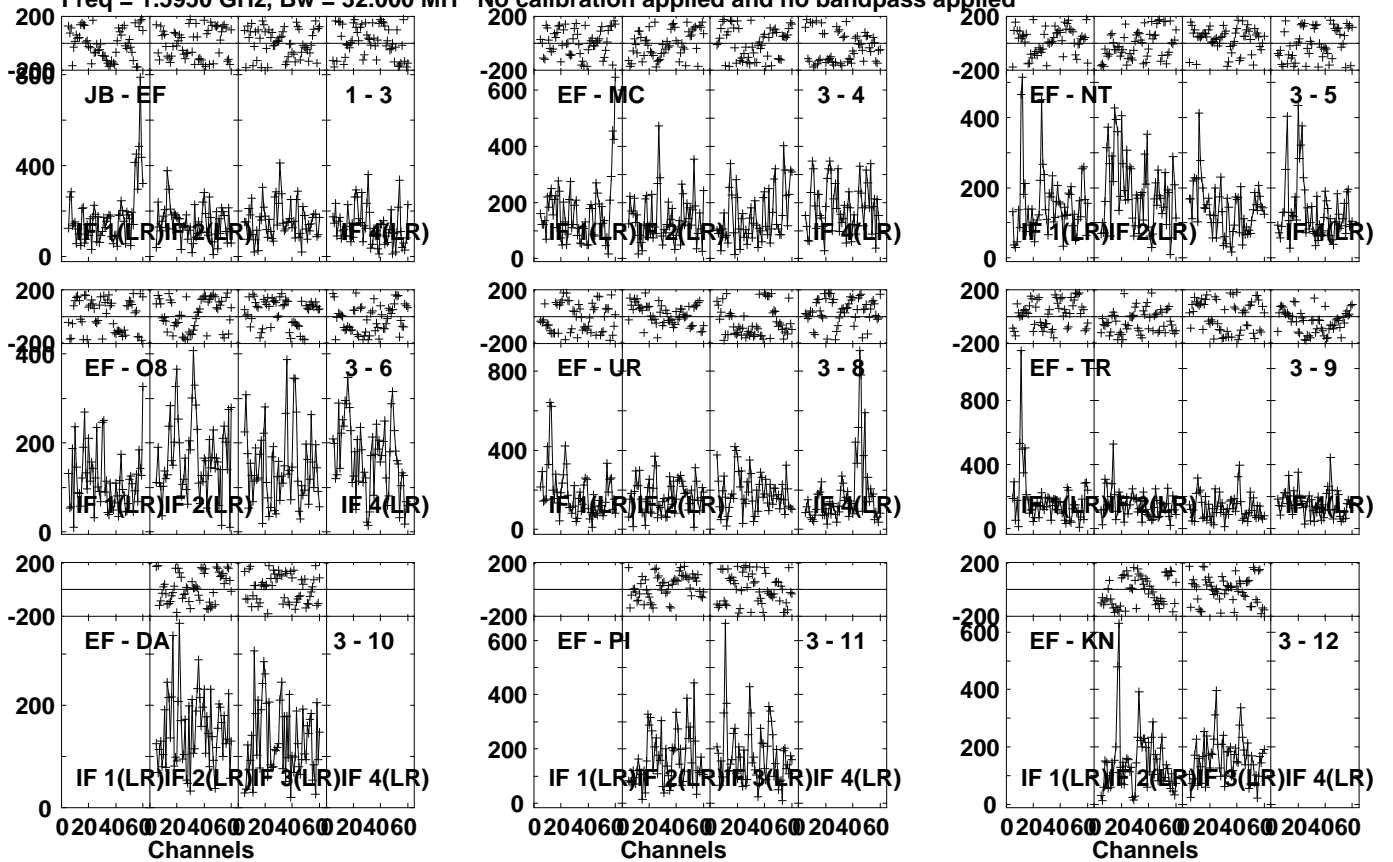 Freq = 1.5950 GHz, Bw = 32.000 MH No calibration applied and no bandpass applied
200 200 200
-200 -200 -200
800 600 400 200 0
JB - EF 1 - 3
EF - MC 3 - 4
EF - NT 3 - 5
400 600 400
0 400 200
200 0
0
IF 1(LR) IF 2(LR) IF 4(LR)
IF 1(LR) IF 2(LR) IF 4(LR)
IF 1(LR) IF 2(LR) IF 4(LR)
200 200 200
-200 -200 -200
EF - O8 3 - 6
EF - UR 3 - 8
EF - TR 3 - 9
400 800 800
200 400 400
0 0 0
IF 1(LR) IF 2(LR) IF 4(LR)
IF 1(LR) IF 2(LR) IF 4(LR)
IF 1(LR) IF 2(LR) IF 4(LR)
200 200 200
-200 -200 -200
EF - DA 3 - 10
EF - PI 3 - 11
EF - KN 3 - 12
200 600 600
0 400 400
200 200
0 0
IF 1(LR) IF 2(LR) IF 3(LR) IF 4(LR)
IF 1(LR) IF 2(LR) IF 3(LR) IF 4(LR)
IF 1(LR) IF 2(LR) IF 3(LR) IF 4(LR)
0 20 40 60 0 20 40 60 0 20 40 60 0 20 40 60
0 20 40 60 0 20 40 60 0 20 40 60 0 20 40 60
0 20 40 60 0 20 40 60 0 20 40 60 0 20 40 60
Channels Channels Channels